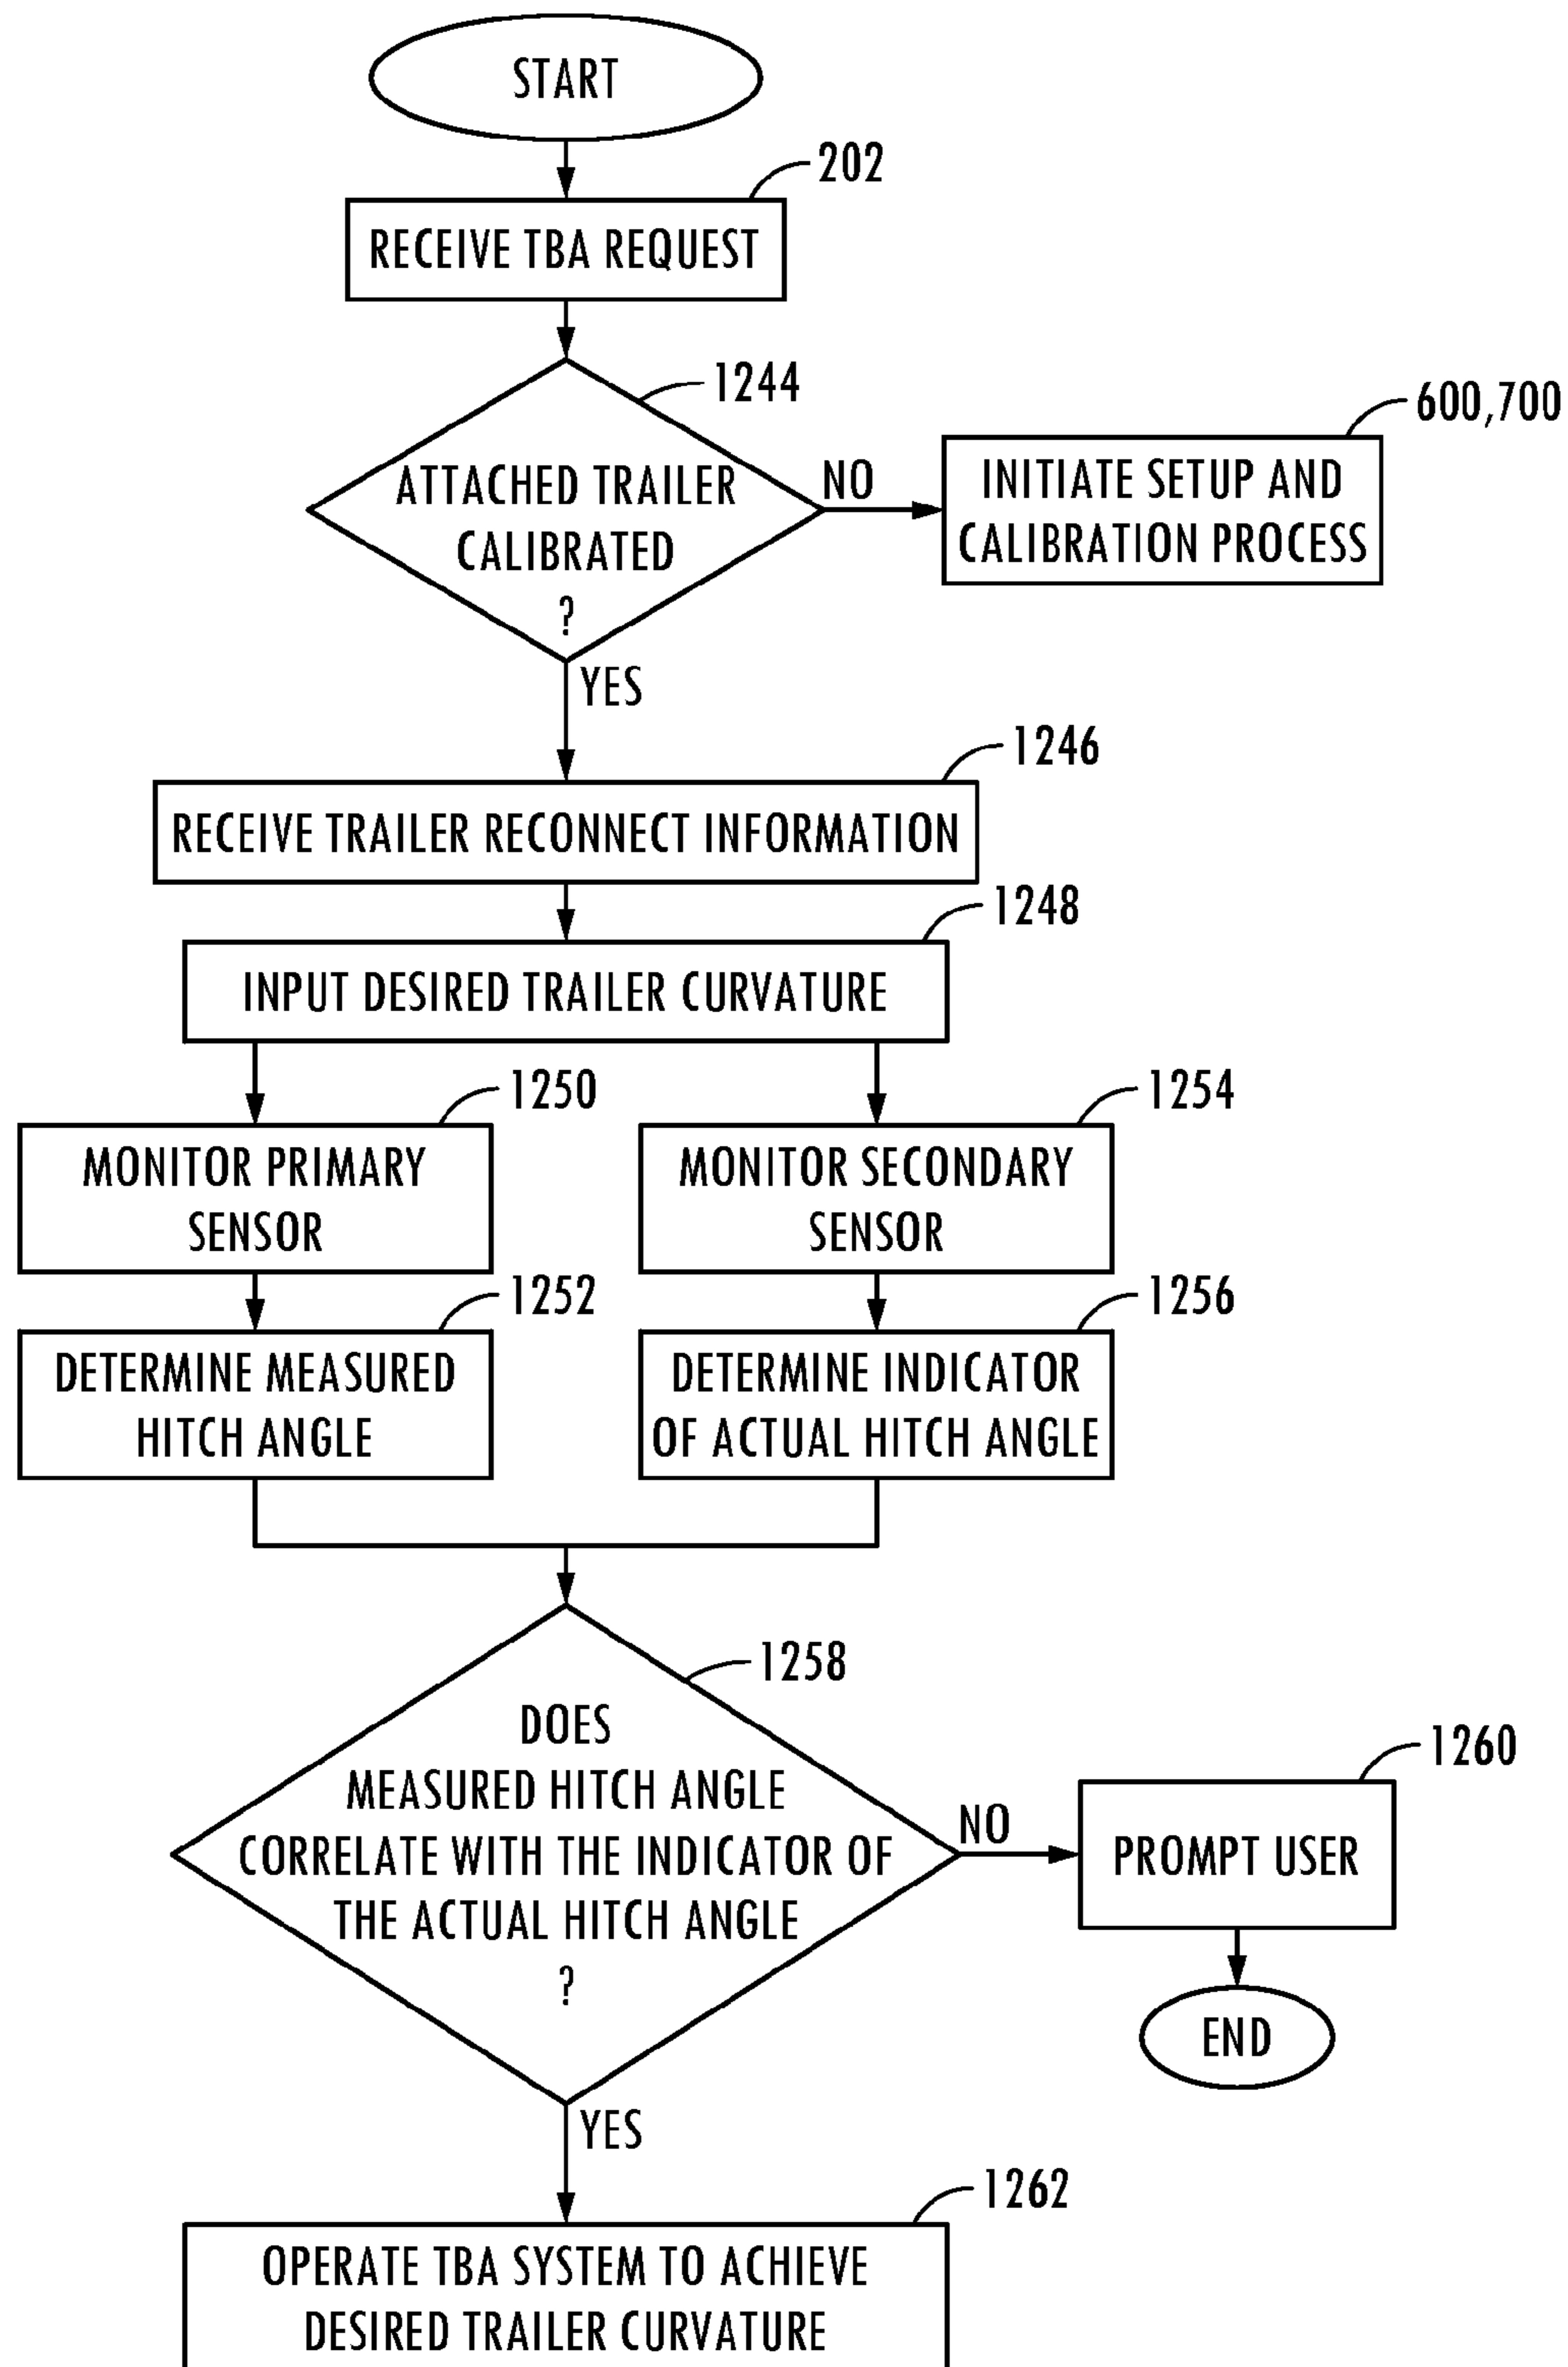 START
202
RECEIVE TBA REQUEST
1244
ATTACHED TRAILER
CALIBRATED
?
NO
600,700
INITIATE SETUP AND
CALIBRATION PROCESS
YES
1246
RECEIVE TRAILER RECONNECT INFORMATION
1248
INPUT DESIRED TRAILER CURVATURE
1250
MONITOR PRIMARY
SENSOR
1254
MONITOR SECONDARY
SENSOR
1252
DETERMINE MEASURED
HITCH ANGLE
1256
DETERMINE INDICATOR
OF ACTUAL HITCH ANGLE
1258
DOES
MEASURED HITCH ANGLE
CORRELATE WITH THE INDICATOR OF
THE ACTUAL HITCH ANGLE
?
NO
1260
PROMPT USER
END
YES
1262
OPERATE TBA SYSTEM TO ACHIEVE
DESIRED TRAILER CURVATURE